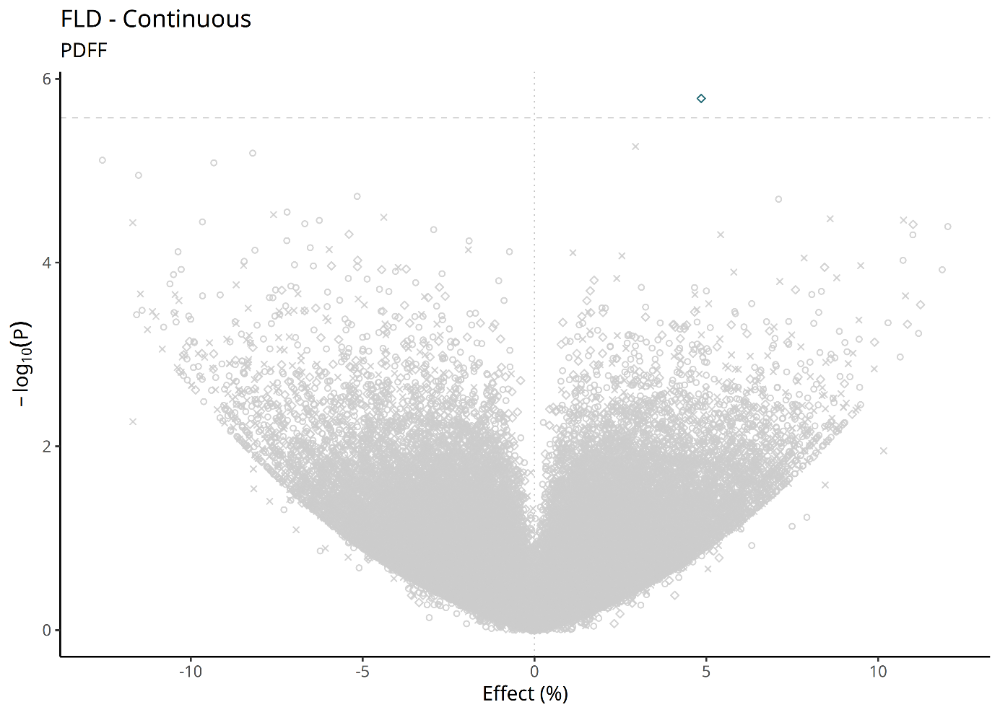 FLD - Continuous
PDFF
6
4
2
0
− log10(P)
-10 -5 0 5 10
Effect (%)